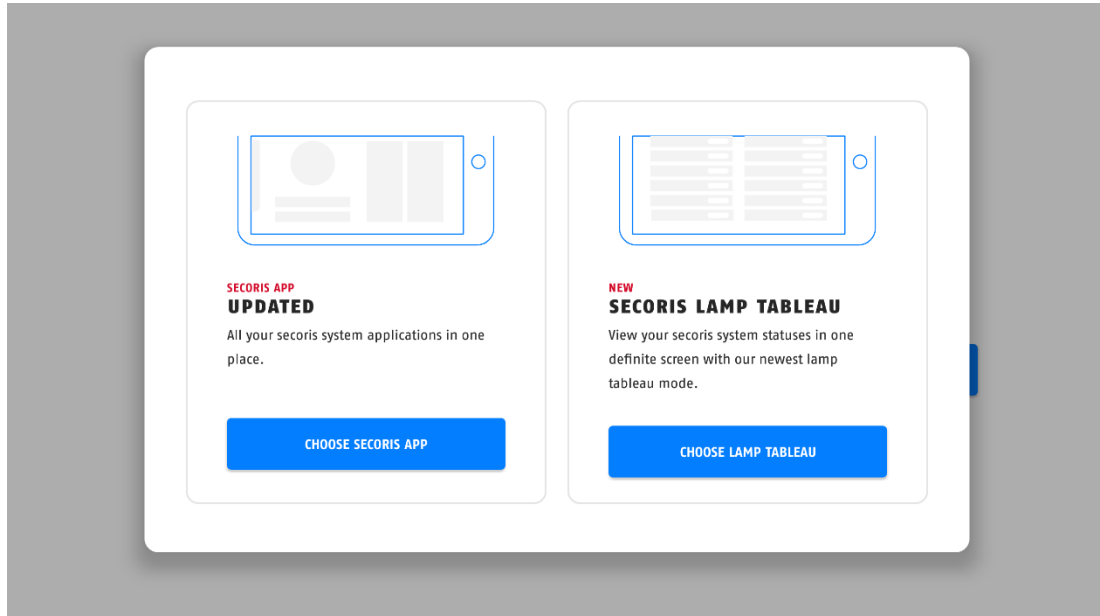 SECORIS APP
UPDATED
All your secoris system applications in one
place.
CHOOSE SECORIS APP
NEW
SECORIS LAMP TABLEAU
View your secoris system statuses in one
definite screen with our newest lamp
tableau mode.
CHOOSE LAMP TABLEAU